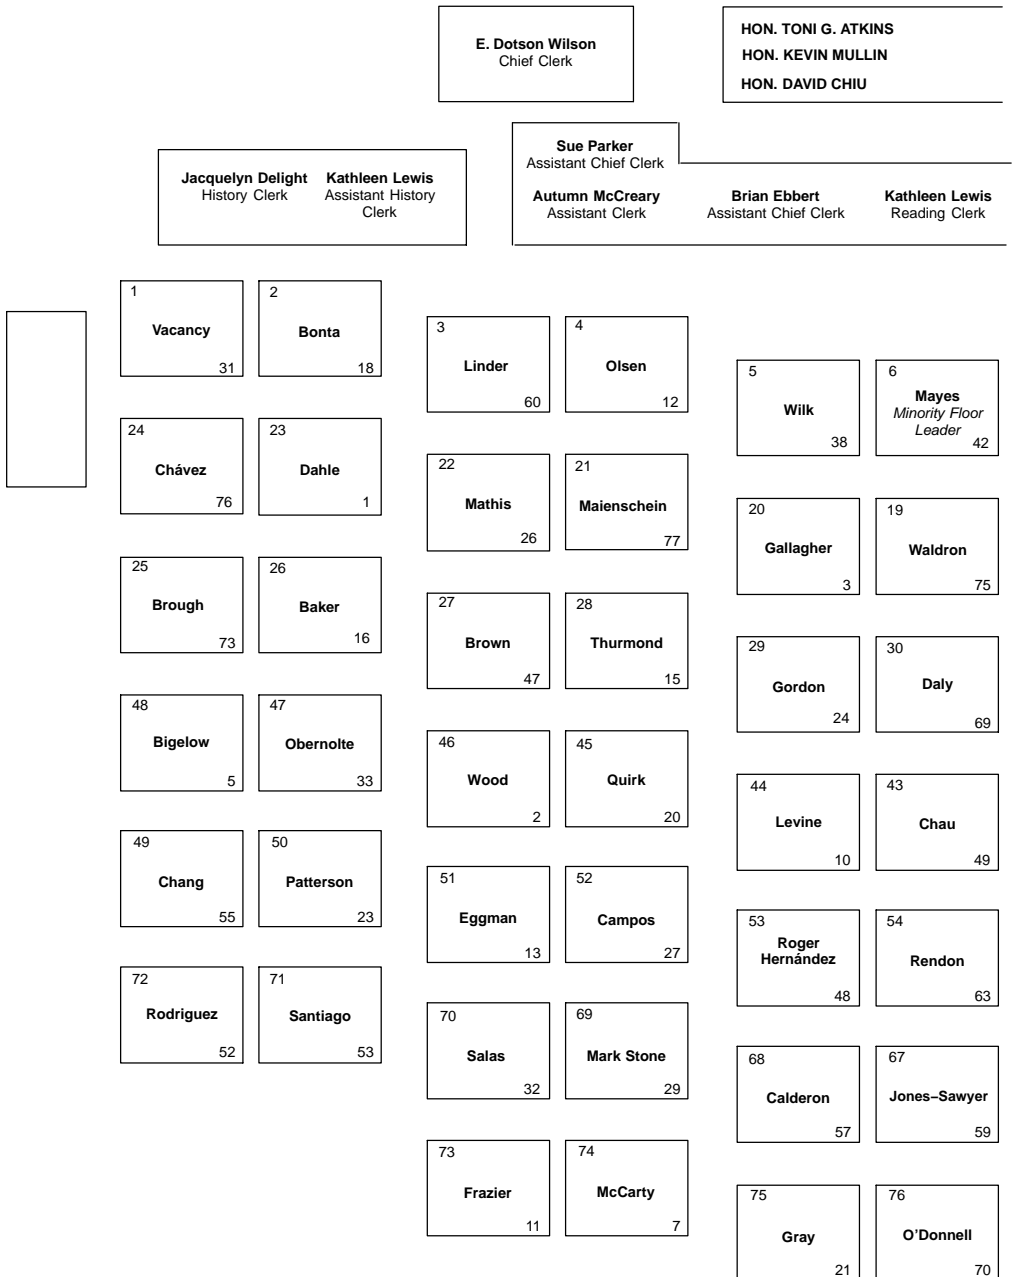 E. Dotson Wilson
Chief Clerk
HON. TONI G. ATKINS
HON. KEVIN MULLIN
HON. DAVID CHIU
Jacquelyn Delight
History Clerk
Kathleen Lewis
Assistant History
Clerk
Sue Parker
Assistant Chief Clerk
Autumn McCreary
Assistant Clerk
Brian Ebbert
Assistant Chief Clerk
Kathleen Lewis
Reading Clerk
1
Vacancy
31
2
Bonta
18
3
Linder
60
4
Olsen
12
5
Wilk
38
6
Mayes
Minority Floor
Leader
42
24
Chávez
76
23
Dahle
1
22
Mathis
26
21
Maienschein
77
20
Gallagher
3
19
Waldron
75
25
Brough
73
26
Baker
16
27
Brown
47
28
Thurmond
15
29
Gordon
24
30
Daly
69
48
Bigelow
5
47
Obernolte
33
46
Wood
2
45
Quirk
20
44
Levine
10
43
Chau
49
49
Chang
55
50
Patterson
23
51
Eggman
13
52
Campos
27
53
Roger
Hernández
48
54
Rendon
63
72
Rodriguez
52
71
Santiago
53
70
Salas
32
69
Mark Stone
29
68
Calderon
57
67
Jones–Sawyer
59
73
Frazier
11
74
McCarty
7
75
Gray
21
76
O’Donnell
70